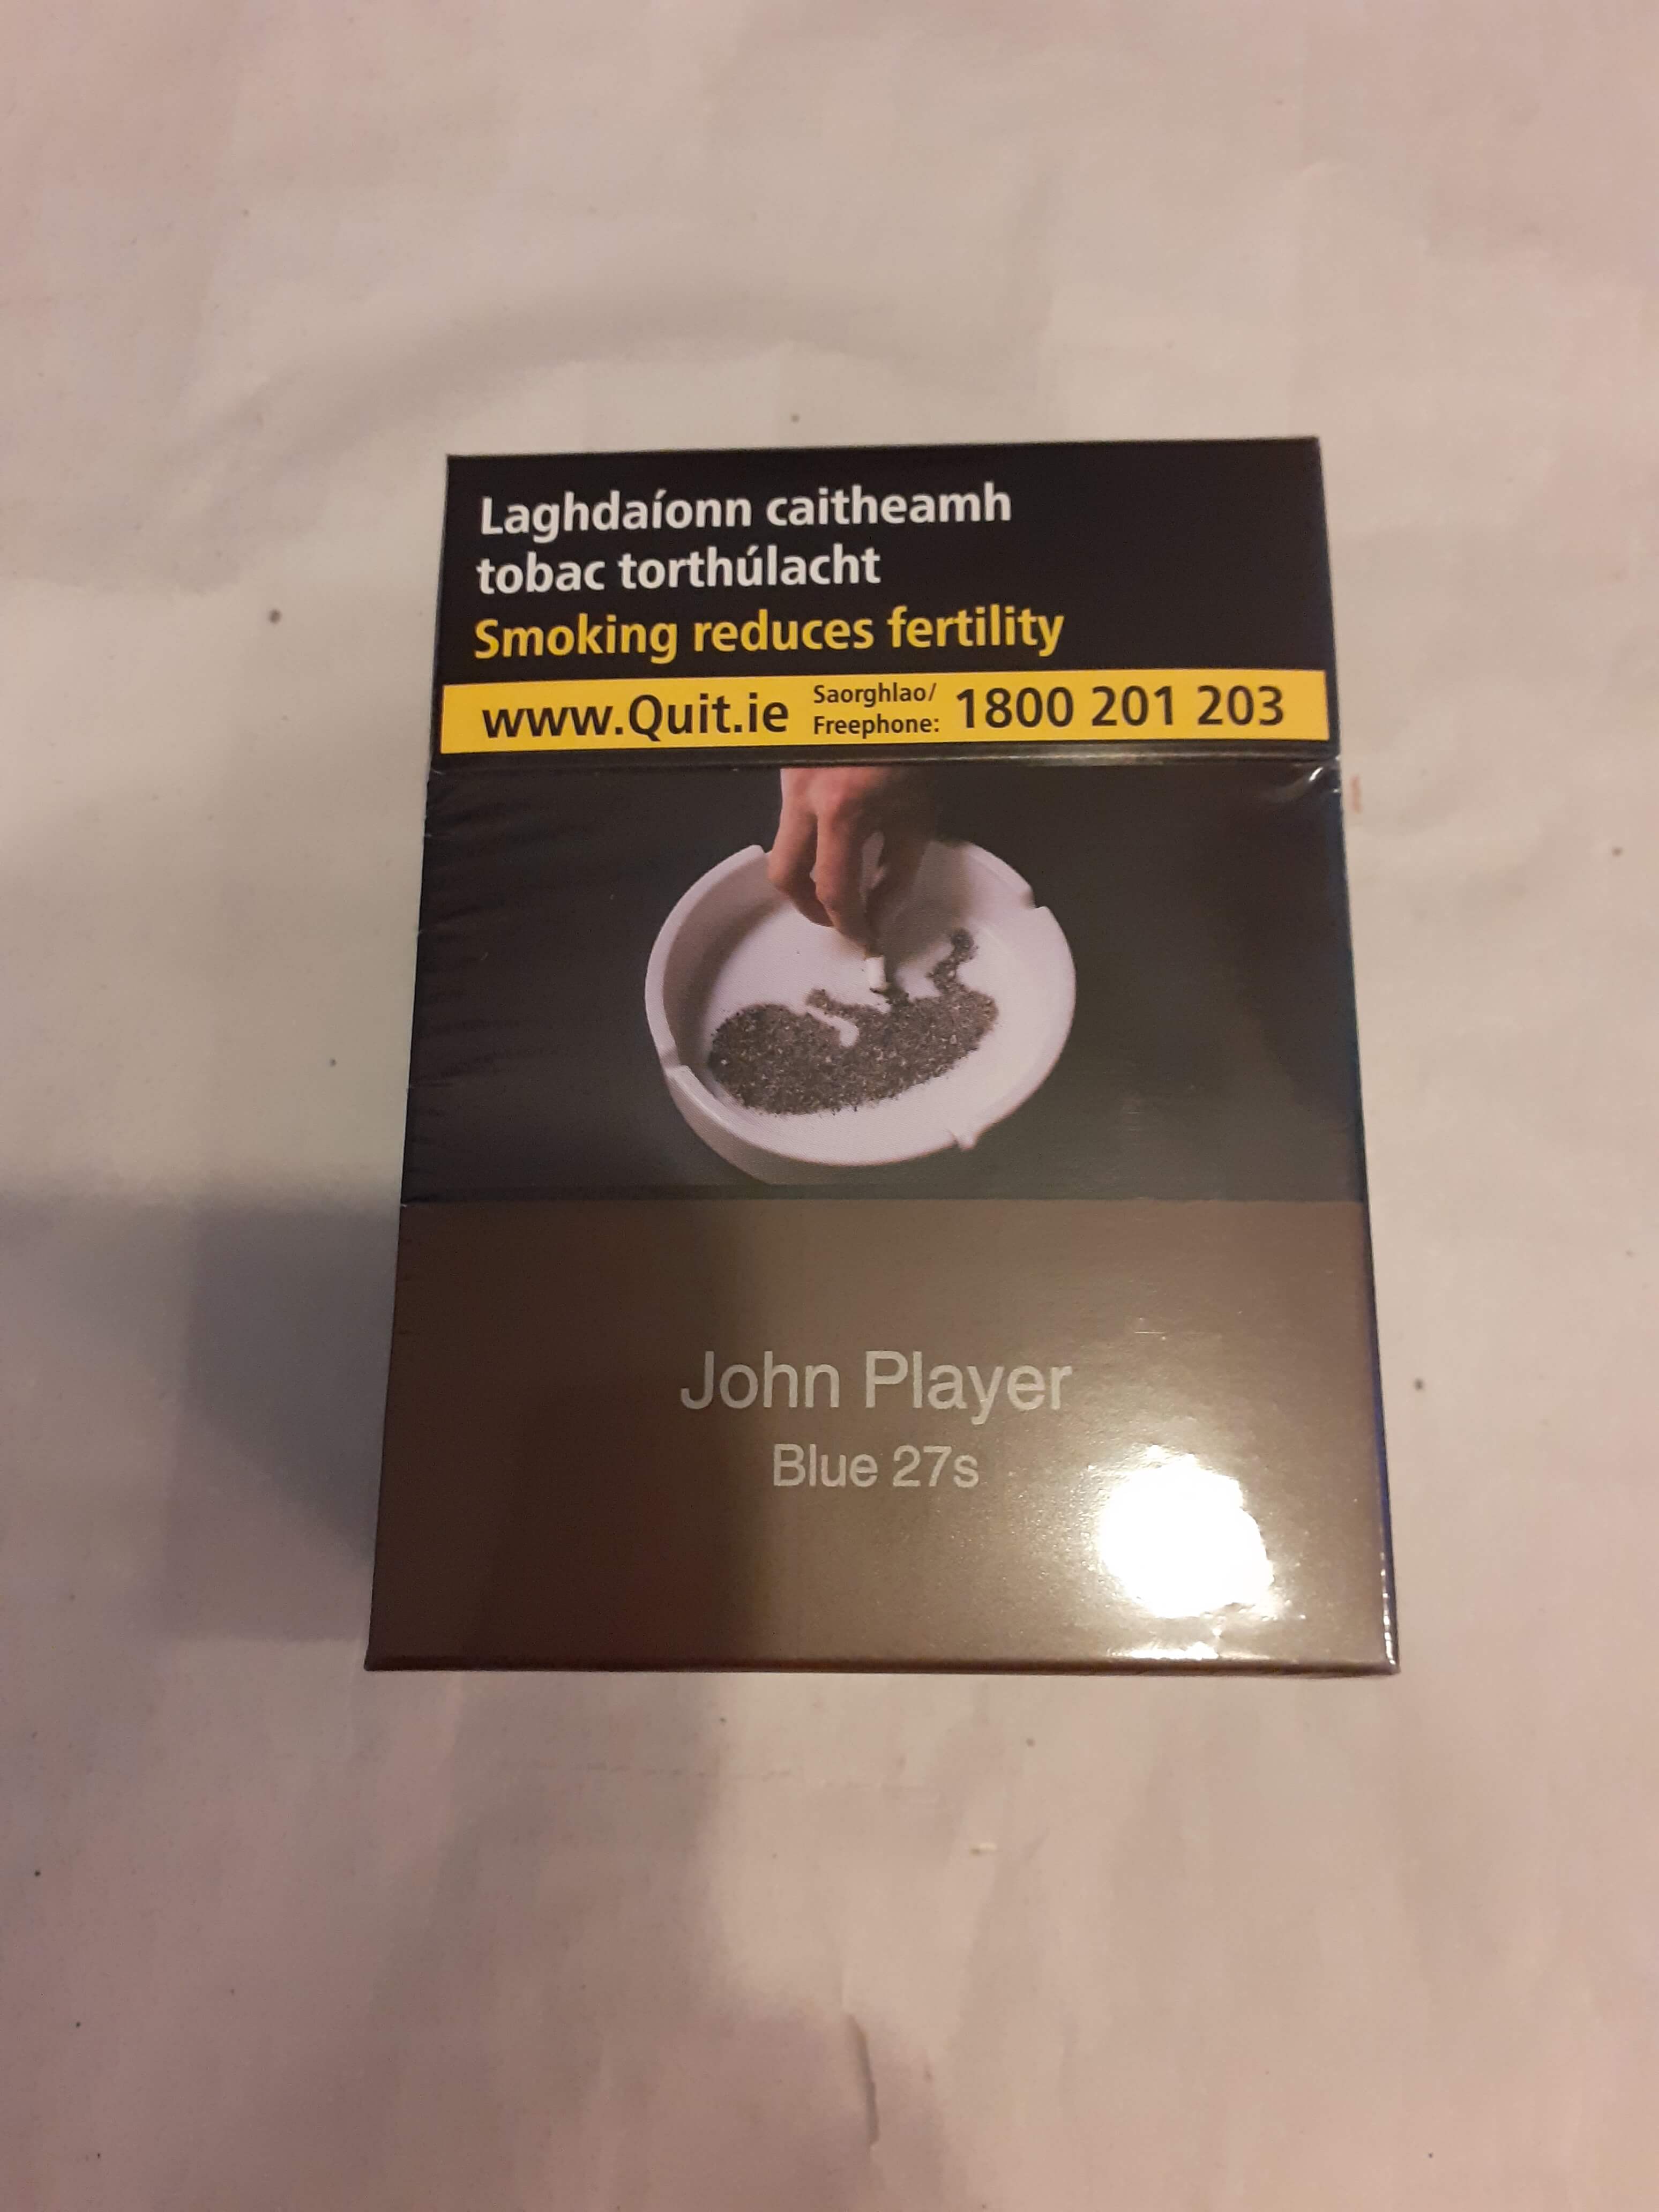 Laghdaíonn caitheamh
tobac torthúlacht
Smoking reduces fertility
www.Quit.ie Saorghlao/ Freephone: 1800 201 203
John Player
Blue 27s